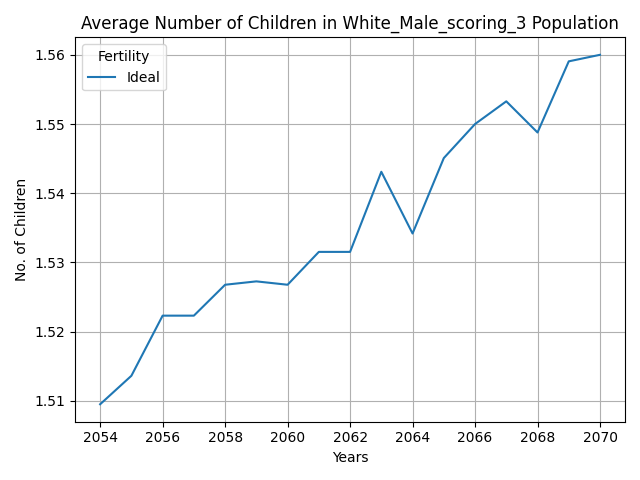 Average Number of Children in White_Male_scoring_3 Population
Fertility
Ideal
No. of Children
1.56
1.55
1.54
1.53
1.52
1.51
2054 2056 2058 2060 2062 2064 2066 2068 2070
Years